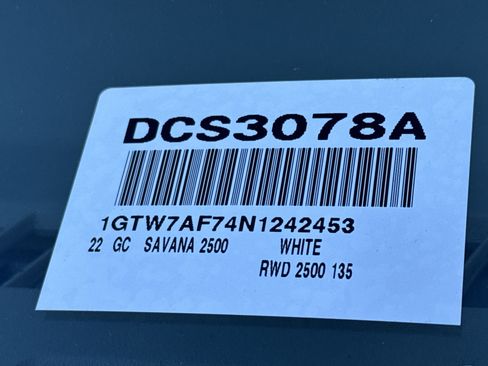 DCS3078A
1GTW7AF74N1242453
22 GC SAVANA 2500 WHITE
RWD 2500 135